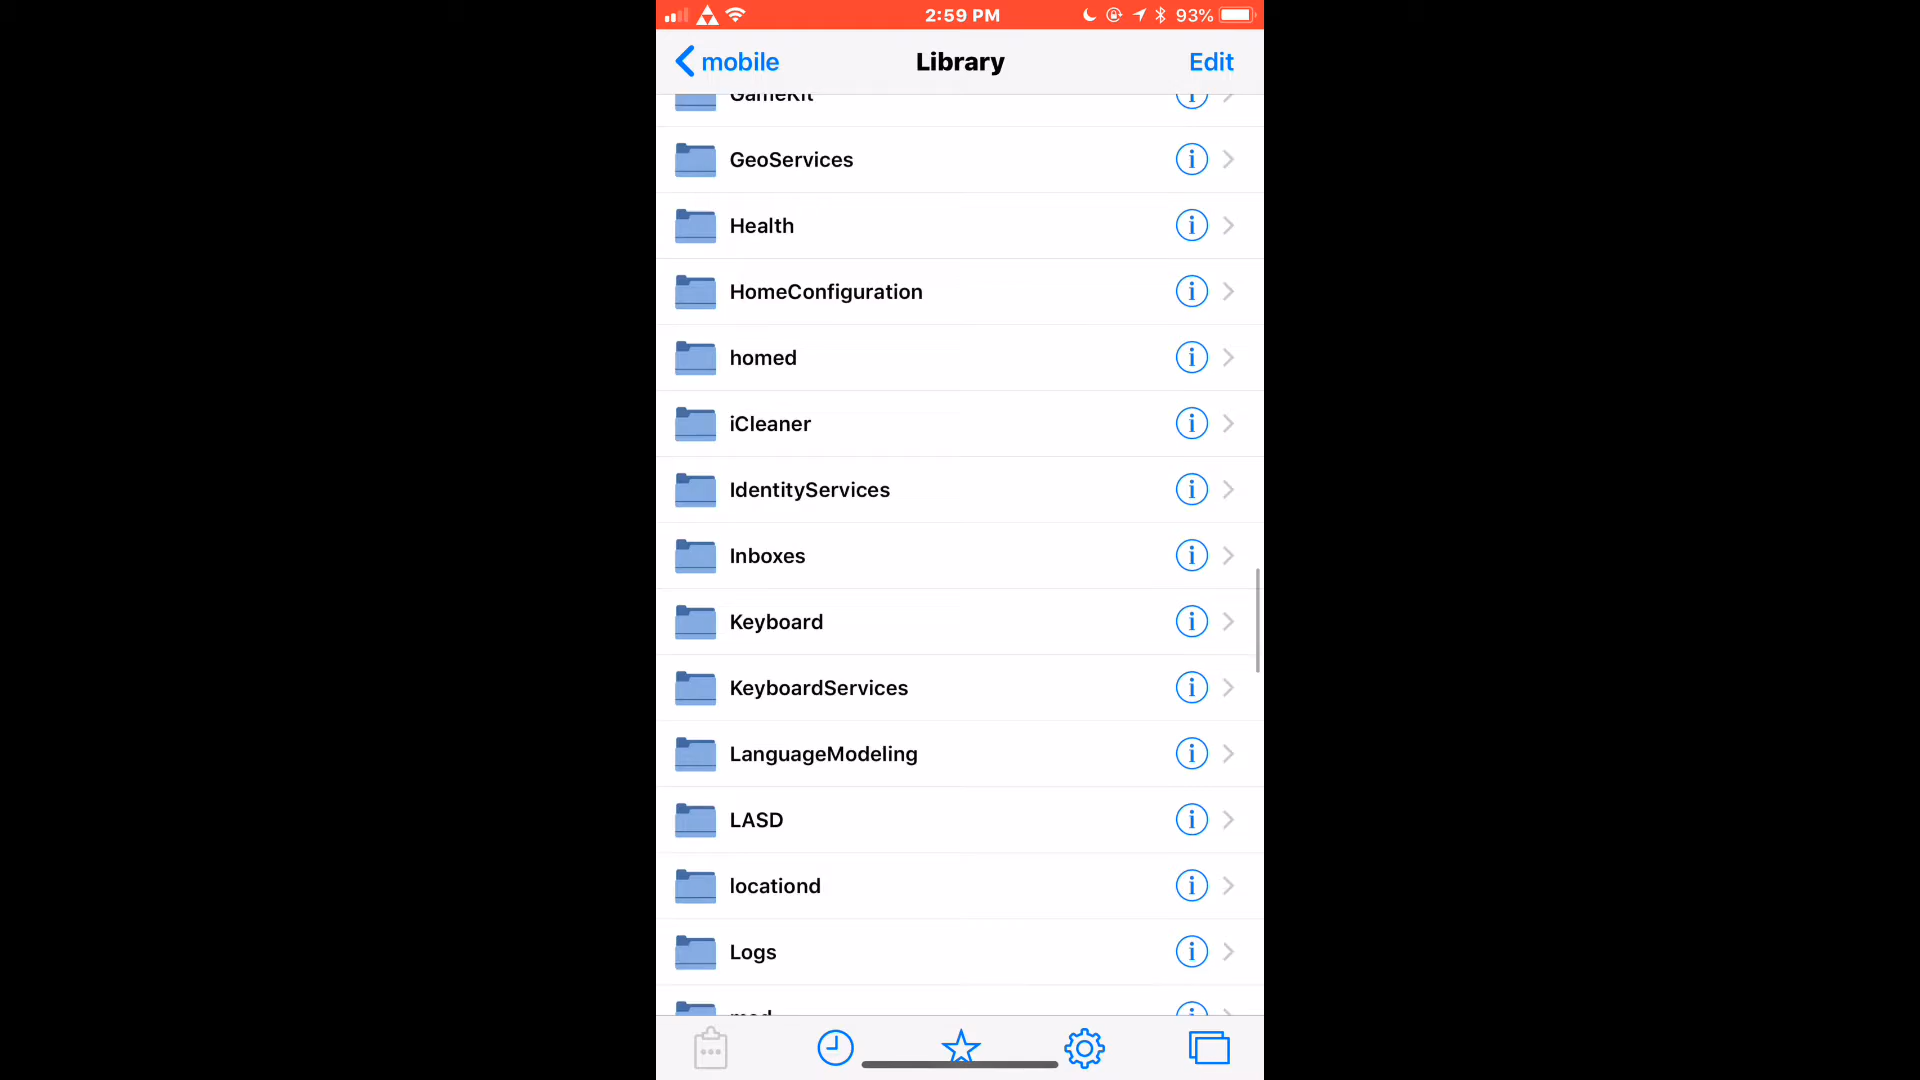 2:59 PM
93%
mobile
Library
Edit
GameKit
GeoServices
Health
HomeConfiguration
homed
iCleaner
IdentityServices
Inboxes
Keyboard
KeyboardServices
LanguageModeling
LASD
locationd
Logs